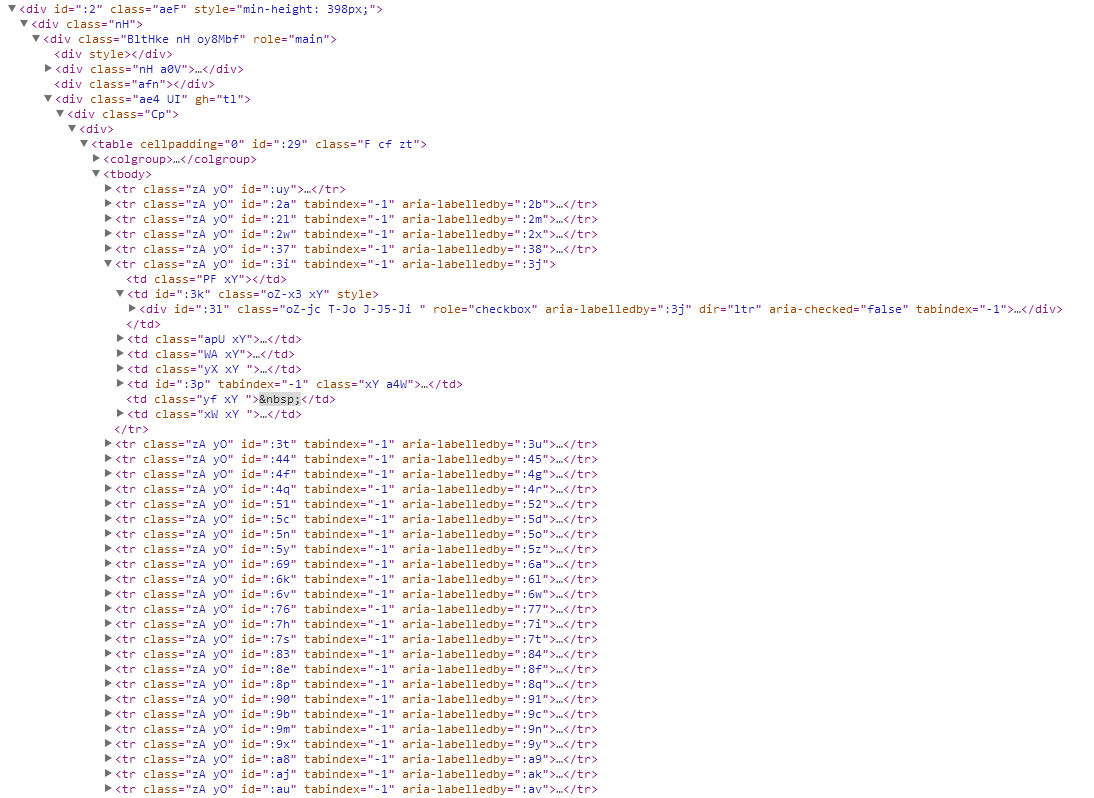 ▼<div id=":2" class="aeF" style="min-height: 398px;">
▼<div class="nH">
▼<div class="BltHke nH oy8Mbf" role="main">
<div style></div>
▶<div class="nH a0V">…</div>
<div class="afn"></div>
▼<div class="ae4 UI" gh="tl">
▼<div class="Cp">
▼<div>
▼<table cellpadding="0" id=":29" class="F cf zt">
▶<colgroup>…</colgroup>
▼<tbody>
▶<tr class="zA yO" id=":uy">…</tr>
▶<tr class="zA yO" id=":2a" tabindex="-1" aria-labelledby=":2b">…</tr>
▶<tr class="zA yO" id=":2l" tabindex="-1" aria-labelledby=":2m">…</tr>
▶<tr class="zA yO" id=":2w" tabindex="-1" aria-labelledby=":2x">…</tr>
▶<tr class="zA yO" id=":37" tabindex="-1" aria-labelledby=":38">…</tr>
▼<tr class="zA yO" id=":3i" tabindex="-1" aria-labelledby=":3j">
<td class="PF xY"></td>
▼<td id=":3k" class="oZ-x3 xY" style>
▶<div id=":3l" class="oZ-jc T-Jo J-J5-Ji " role="checkbox" aria-labelledby=":3j" dir="ltr" aria-checked="false" tabindex="-1">…</div>
</td>
▶<td class="apU xY">…</td>
▶<td class="WA xY">…</td>
▶<td class="yX xY ">…</td>
▶<td id=":3p" tabindex="-1" class="xY a4W">…</td>
<td class="yf xY ">&nbsp;</td>
▶<td class="xW xY ">…</td>
</tr>
▶<tr class="zA yO" id=":3t" tabindex="-1" aria-labelledby=":3u">…</tr>
▶<tr class="zA yO" id=":44" tabindex="-1" aria-labelledby=":45">…</tr>
▶<tr class="zA yO" id=":4f" tabindex="-1" aria-labelledby=":4g">…</tr>
▶<tr class="zA yO" id=":4q" tabindex="-1" aria-labelledby=":4r">…</tr>
▶<tr class="zA yO" id=":51" tabindex="-1" aria-labelledby=":52">…</tr>
▶<tr class="zA yO" id=":5c" tabindex="-1" aria-labelledby=":5d">…</tr>
▶<tr class="zA yO" id=":5n" tabindex="-1" aria-labelledby=":5o">…</tr>
▶<tr class="zA yO" id=":5y" tabindex="-1" aria-labelledby=":5z">…</tr>
▶<tr class="zA yO" id=":69" tabindex="-1" aria-labelledby=":6a">…</tr>
▶<tr class="zA yO" id=":6k" tabindex="-1" aria-labelledby=":6l">…</tr>
▶<tr class="zA yO" id=":6v" tabindex="-1" aria-labelledby=":6w">…</tr>
▶<tr class="zA yO" id=":76" tabindex="-1" aria-labelledby=":77">…</tr>
▶<tr class="zA yO" id=":7h" tabindex="-1" aria-labelledby=":7i">…</tr>
▶<tr class="zA yO" id=":7s" tabindex="-1" aria-labelledby=":7t">…</tr>
▶<tr class="zA yO" id=":83" tabindex="-1" aria-labelledby=":84">…</tr>
▶<tr class="zA yO" id=":8e" tabindex="-1" aria-labelledby=":8f">…</tr>
▶<tr class="zA yO" id=":8p" tabindex="-1" aria-labelledby=":8q">…</tr>
▶<tr class="zA yO" id=":90" tabindex="-1" aria-labelledby=":91">…</tr>
▶<tr class="zA yO" id=":9b" tabindex="-1" aria-labelledby=":9c">…</tr>
▶<tr class="zA yO" id=":9m" tabindex="-1" aria-labelledby=":9n">…</tr>
▶<tr class="zA yO" id=":9x" tabindex="-1" aria-labelledby=":9y">…</tr>
▶<tr class="zA yO" id=":a8" tabindex="-1" aria-labelledby=":a9">…</tr>
▶<tr class="zA yO" id=":aj" tabindex="-1" aria-labelledby=":ak">…</tr>
▶<tr class="zA yO" id=":au" tabindex="-1" aria-labelledby=":av">…</tr>